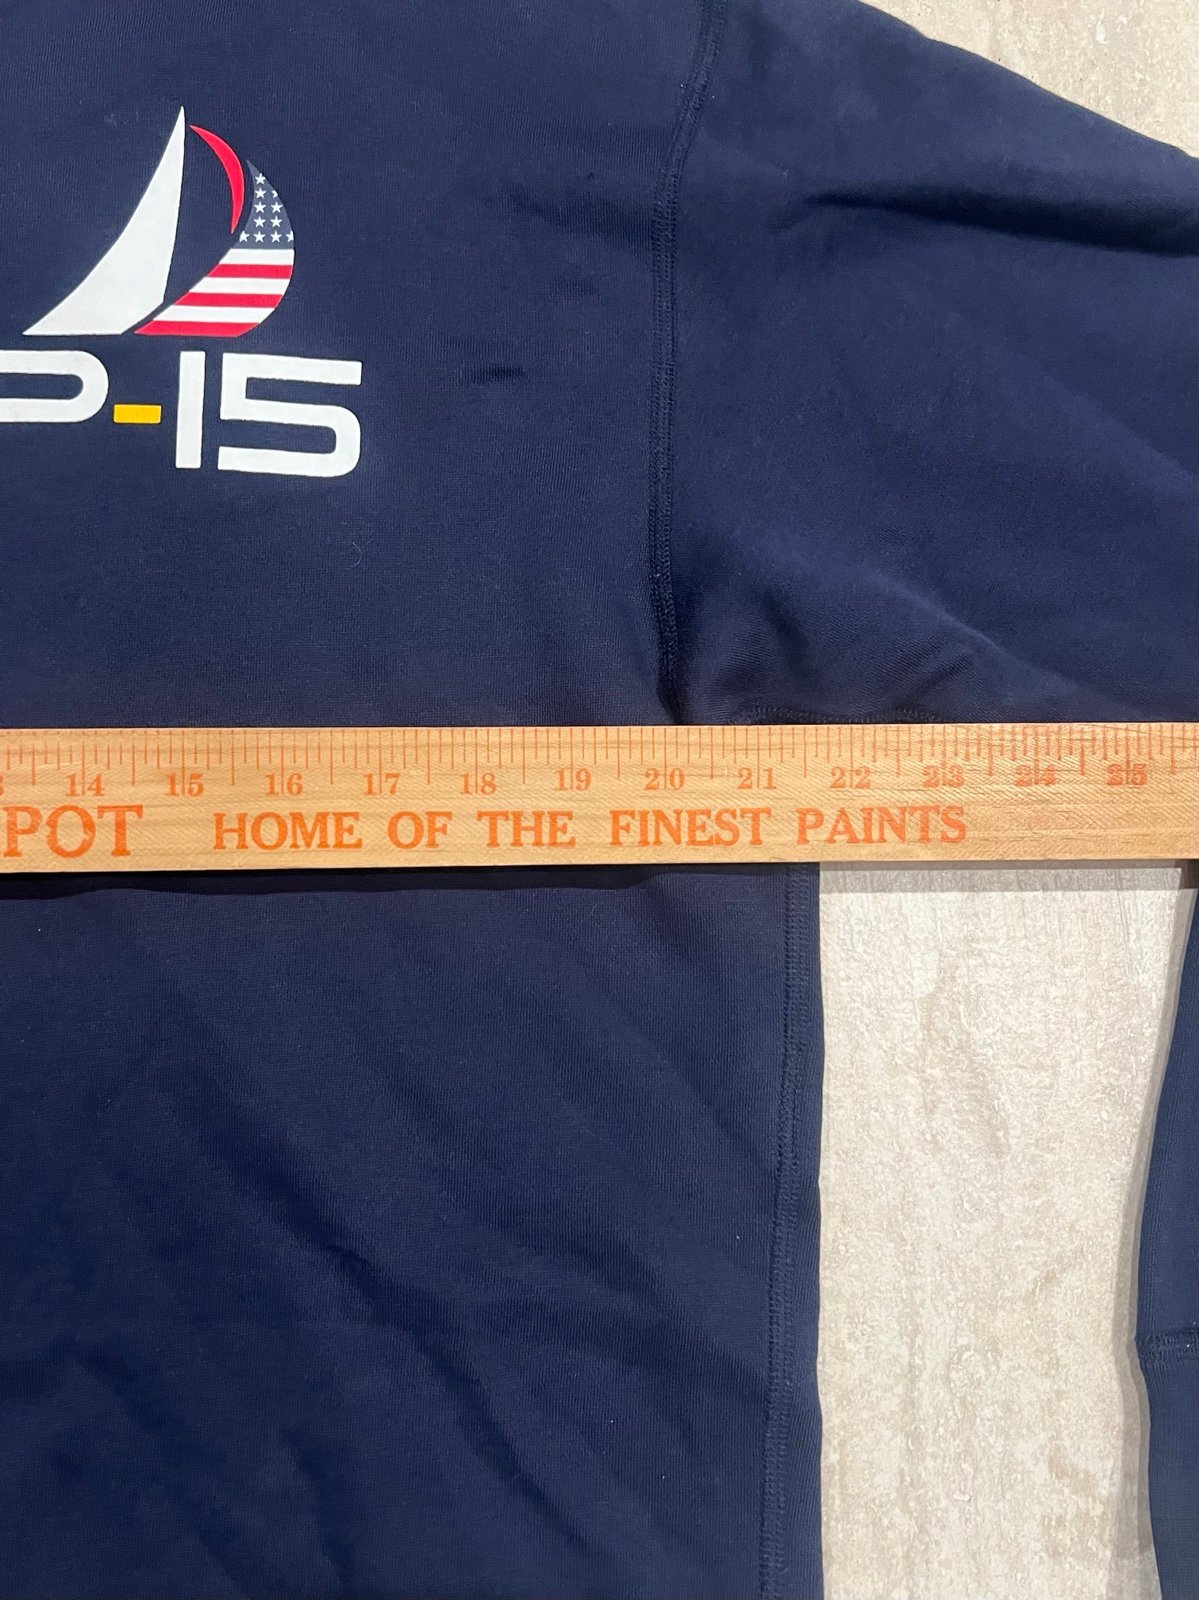 P-15
14 15 16 17 18 19 20 21 22 23 24 25
POT HOME OF THE FINEST PAINTS